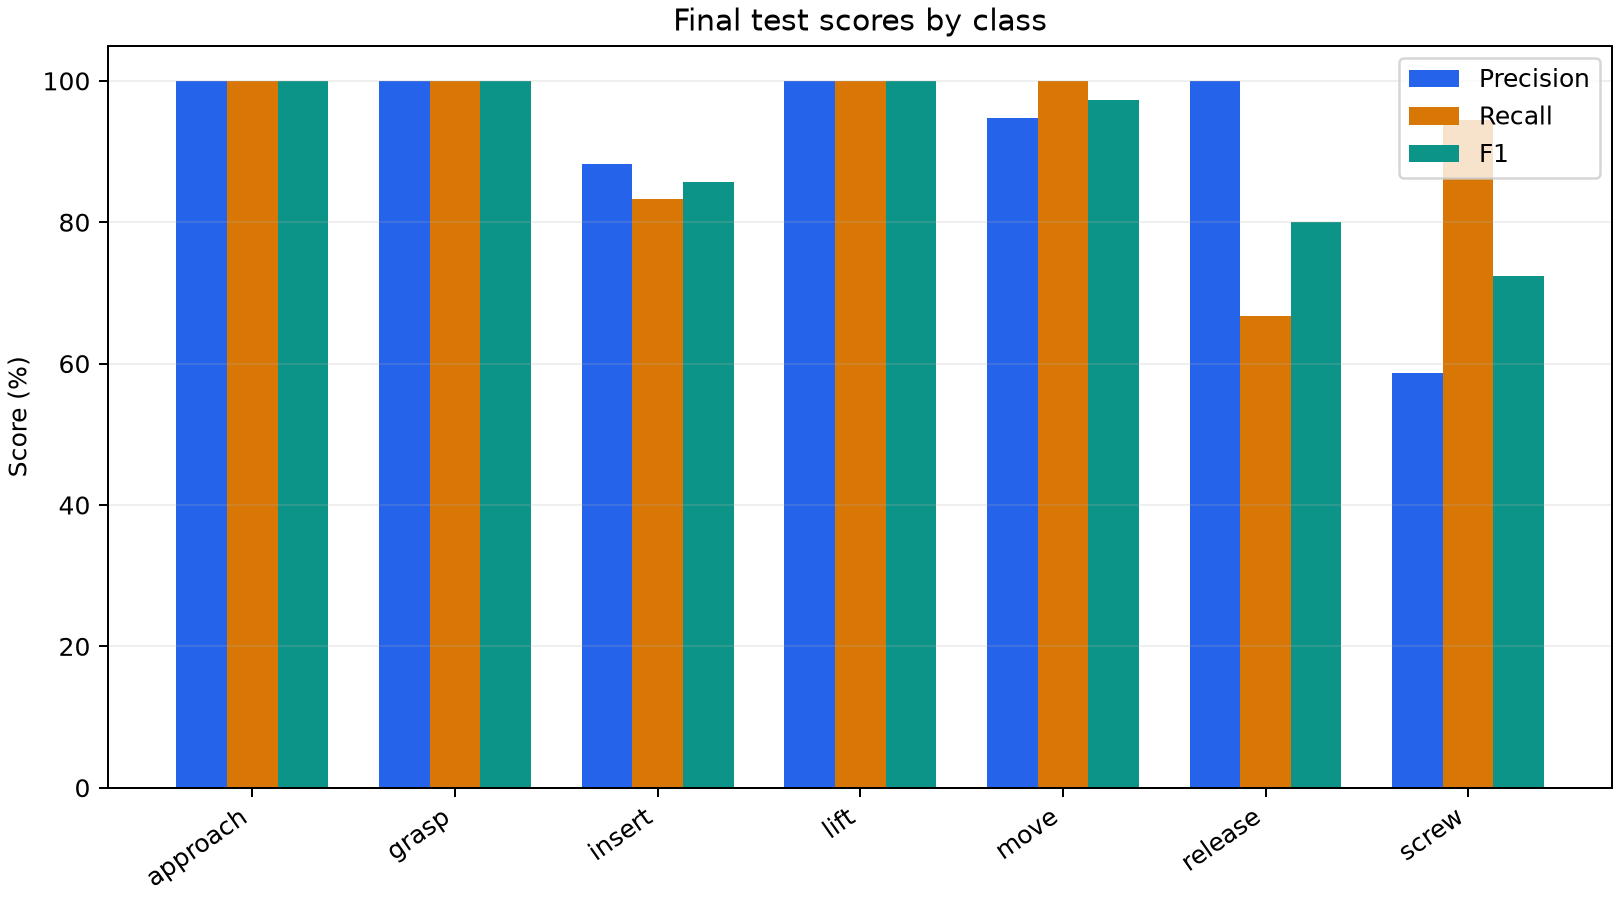 Final test scores by class
Precision
Recall
F1
Score (%)
100
80
60
40
20
0
approach
grasp
insert
lift
move
release
screw